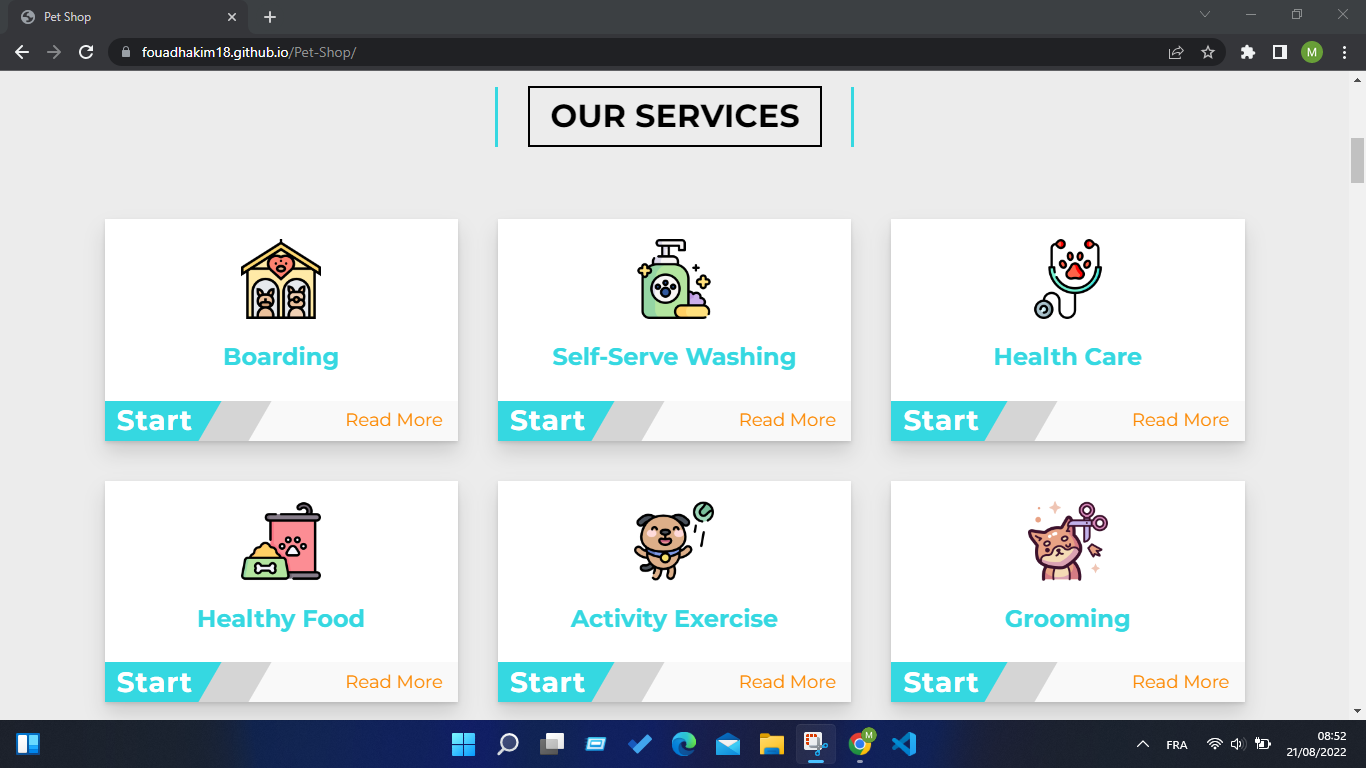 Pet Shop
fouadhakim18.github.io/Pet-Shop/
M
OUR SERVICES
Boarding
Self-Serve Washing
Health Care
Start
Read More
Start
Read More
Start
Read More
Healthy Food
Activity Exercise
Grooming
Start
Read More
Start
Read More
Start
Read More
M
FRA
08:52
21/08/2022